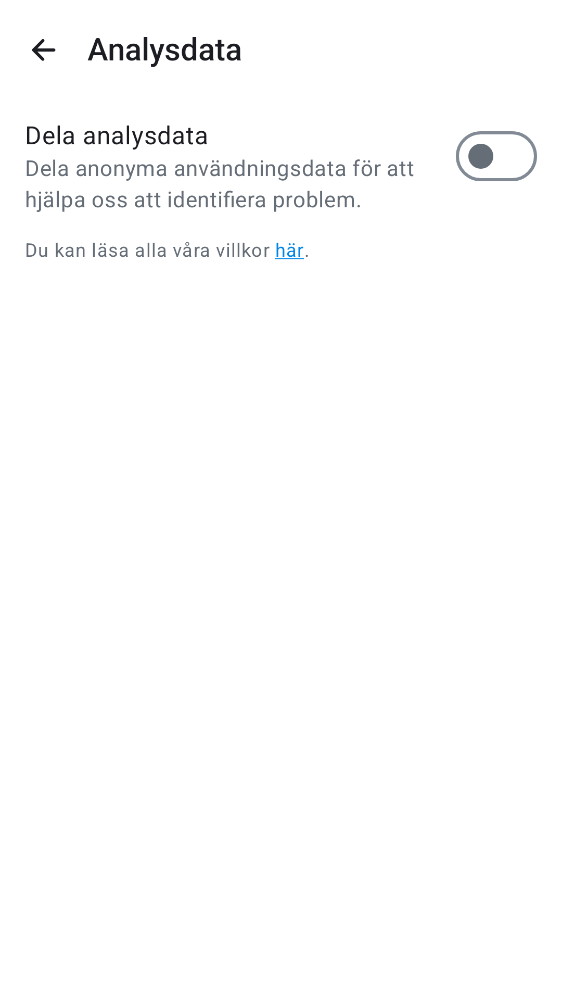 Analysdata
Dela analysdata
Dela anonyma användningsdata för att
hjälpa oss att identifiera problem.
Du kan läsa alla våra villkor här.